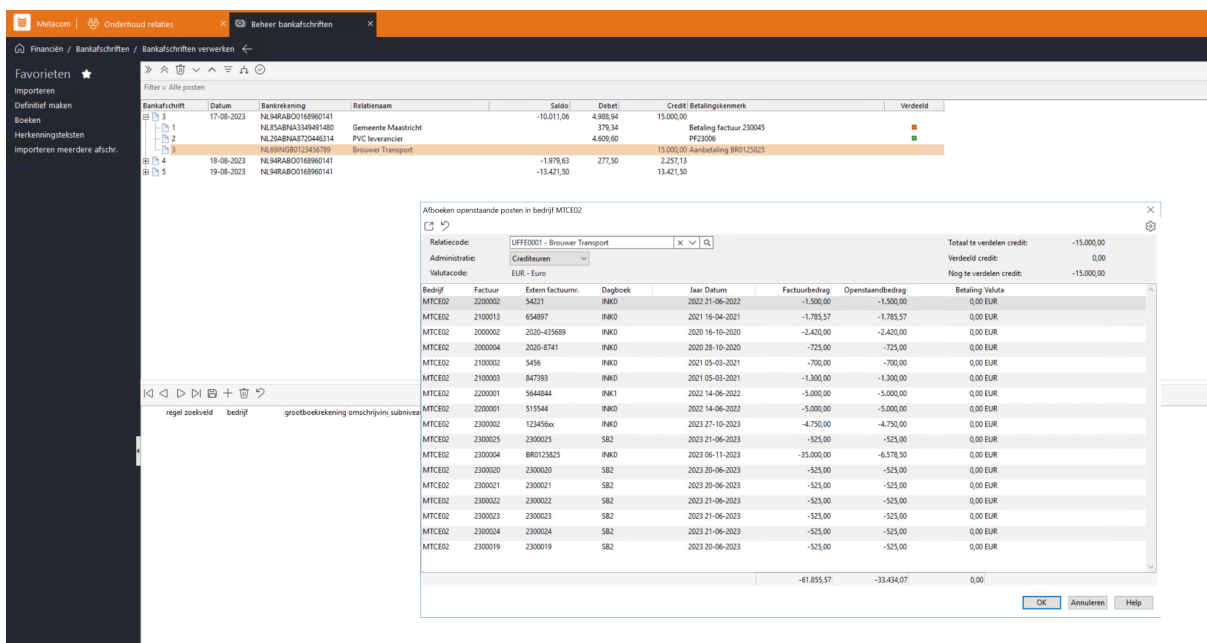 Metacom | Onderhoud relaties × Beheer bankafschriften ×
Financiën / Bankafschriften / Bankafschriften verwerken
Favorieten
Importeren
Definitief maken
Boeken
Herkenningsteksten
Importeren meerdere afschr.
Filter = Alle posten
Bankafschrift Datum Bankrekening Relatienaam Saldo Debet Credit Betalingskenmerk Verdeeld
3 17-08-2023 NL94RABO0168960141 -10.011,06 4.988,94 15.000,00
1 NL85ABNA3349491480 Gemeente Maastricht 379,34 Betaling factuur 230045
2 NL29ABNA8720446314 PVC leverancier 4.609,60 PF23006
3 NL69INGB0123456789 Brouwer Transport 15.000,00 Aanbetaling BR0125825
4 18-08-2023 NL94RABO0168960141 -1.979,63 277,50 2.257,13
5 19-08-2023 NL94RABO0168960141 -13.421,50 13.421,50
regel zoekveld bedrijf grootboekrekening omschrijving subnivea
Afboeken openstaande posten in bedrijf MTCE02
Relatiecode: UFFE0001 - Brouwer Transport Totaal te verdelen credit: -15.000,00
Administratie: Crediteuren Verdeeld credit: 0,00
Valutacode: EUR - Euro Nog te verdelen credit: -15.000,00
Bedrijf Factuur Extern factuurnr. Dagboek Jaar Datum Factuurbedrag Openstaandbedrag Betaling Valuta
MTCE02 2200002 54221 INK0 2022 21-06-2022 -1.500,00 -1.500,00 0,00 EUR
MTCE02 2100013 654897 INK0 2021 16-04-2021 -1.785,57 -1.785,57 0,00 EUR
MTCE02 2000002 2020-435689 INK0 2020 16-10-2020 -2.420,00 -2.420,00 0,00 EUR
MTCE02 2000004 2020-8741 INK0 2020 28-10-2020 -725,00 -725,00 0,00 EUR
MTCE02 2100002 5456 INK0 2021 05-03-2021 -700,00 -700,00 0,00 EUR
MTCE02 2100003 847393 INK0 2021 05-03-2021 -1.300,00 -1.300,00 0,00 EUR
MTCE02 2200001 5644844 INK1 2022 14-06-2022 -5.000,00 -5.000,00 0,00 EUR
MTCE02 2200001 515544 INK0 2022 14-06-2022 -5.000,00 -5.000,00 0,00 EUR
MTCE02 2300002 123456xx INK0 2023 27-10-2023 -4.750,00 -4.750,00 0,00 EUR
MTCE02 2300025 2300025 SB2 2023 21-06-2023 -525,00 -525,00 0,00 EUR
MTCE02 2300004 BR0125825 INK0 2023 06-11-2023 -35.000,00 -6.578,50 0,00 EUR
MTCE02 2300020 2300020 SB2 2023 20-06-2023 -525,00 -525,00 0,00 EUR
MTCE02 2300021 2300021 SB2 2023 20-06-2023 -525,00 -525,00 0,00 EUR
MTCE02 2300022 2300022 SB2 2023 21-06-2023 -525,00 -525,00 0,00 EUR
MTCE02 2300023 2300023 SB2 2023 21-06-2023 -525,00 -525,00 0,00 EUR
MTCE02 2300024 2300024 SB2 2023 21-06-2023 -525,00 -525,00 0,00 EUR
MTCE02 2300019 2300019 SB2 2023 20-06-2023 -525,00 -525,00 0,00 EUR
-61.855,57 -33.434,07 0,00
OK Annuleren Help